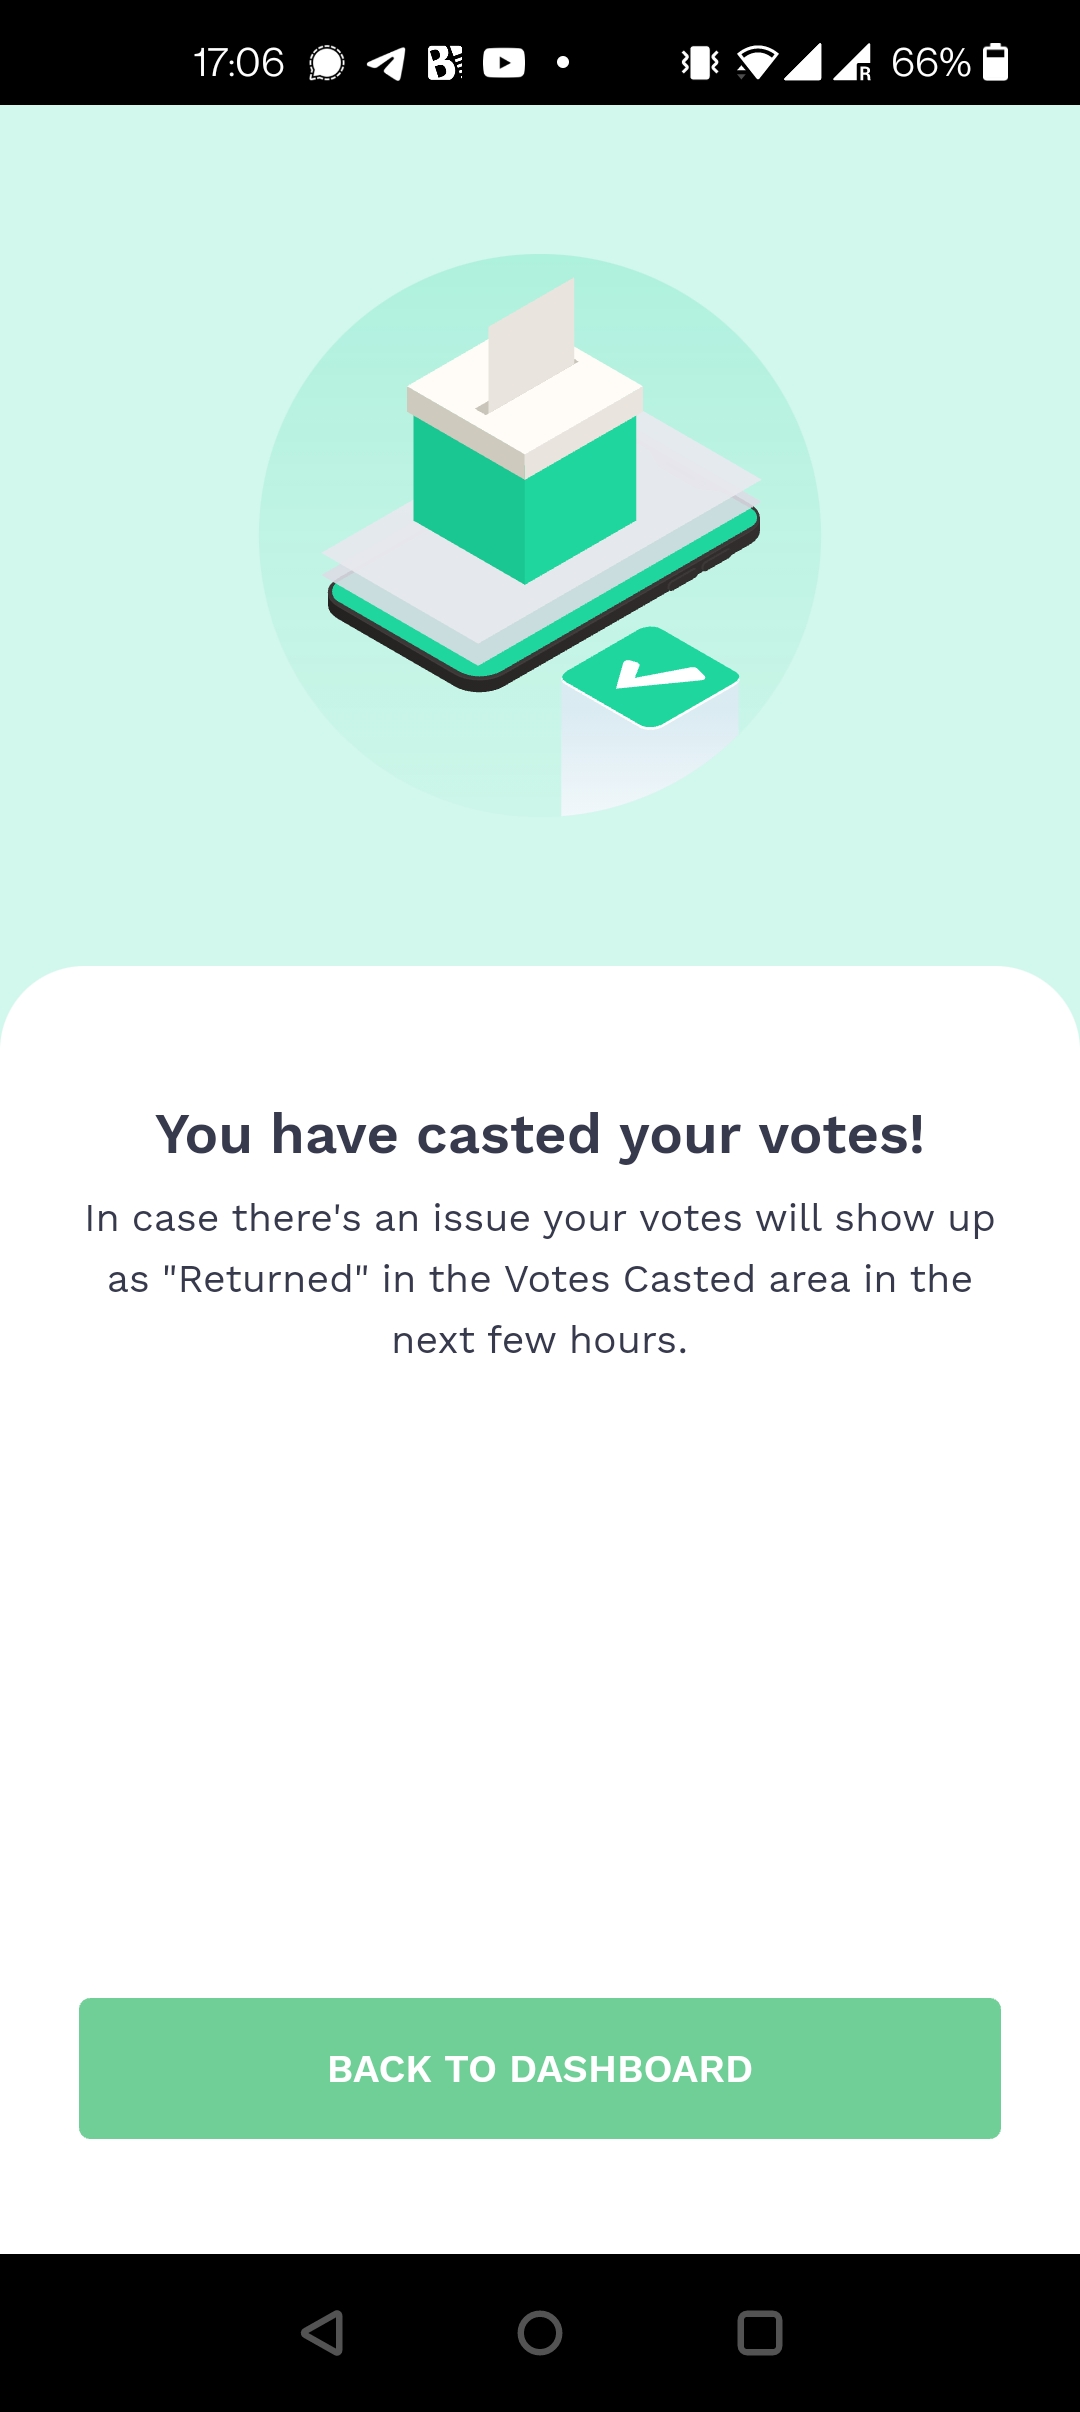 17:06
R 66%
You have casted your votes!
In case there's an issue your votes will show up
as "Returned" in the Votes Casted area in the
next few hours.
BACK TO DASHBOARD